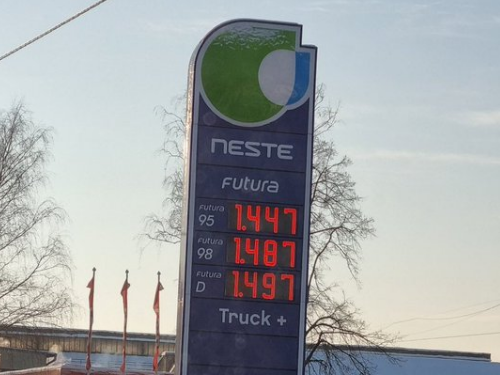 NESTE
Futura
Futura 95 1.447
Futura 98 1.487
Futura D 1.497
Truck +